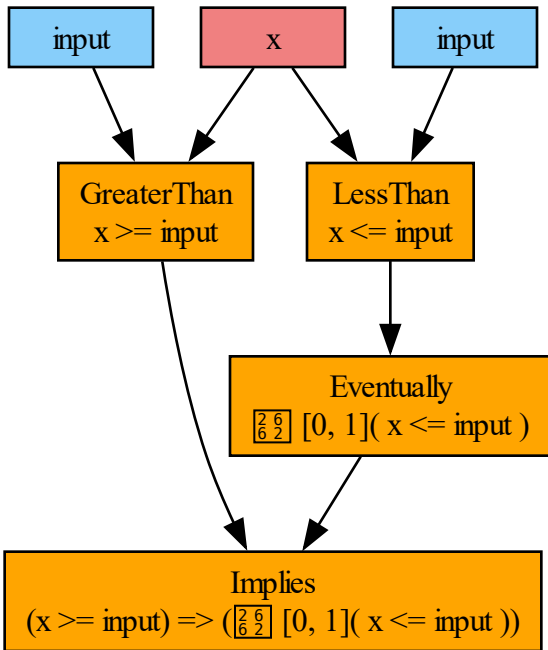 input
x
input
GreaterThan
x >= input
LessThan
x <= input
Eventually
♢ [0, 1]( x <= input )
Implies
(x >= input) => (♢ [0, 1]( x <= input ))